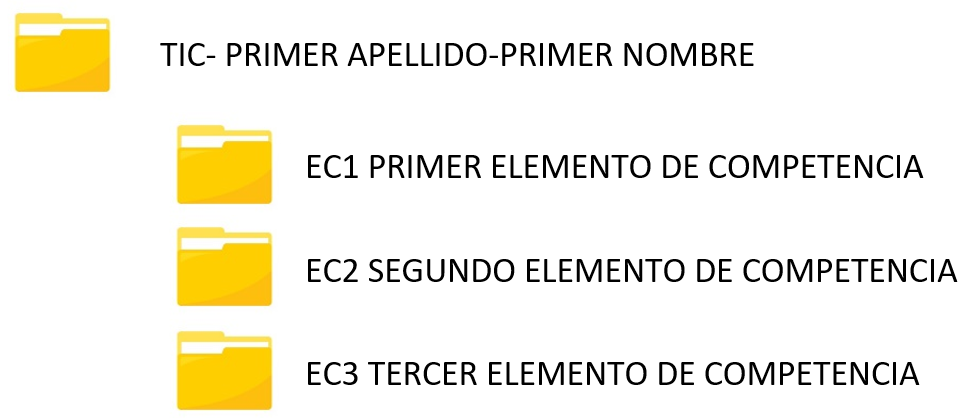 TIC- PRIMER APELLIDO-PRIMER NOMBRE
EC1 PRIMER ELEMENTO DE COMPETENCIA
EC2 SEGUNDO ELEMENTO DE COMPETENCIA
EC3 TERCER ELEMENTO DE COMPETENCIA